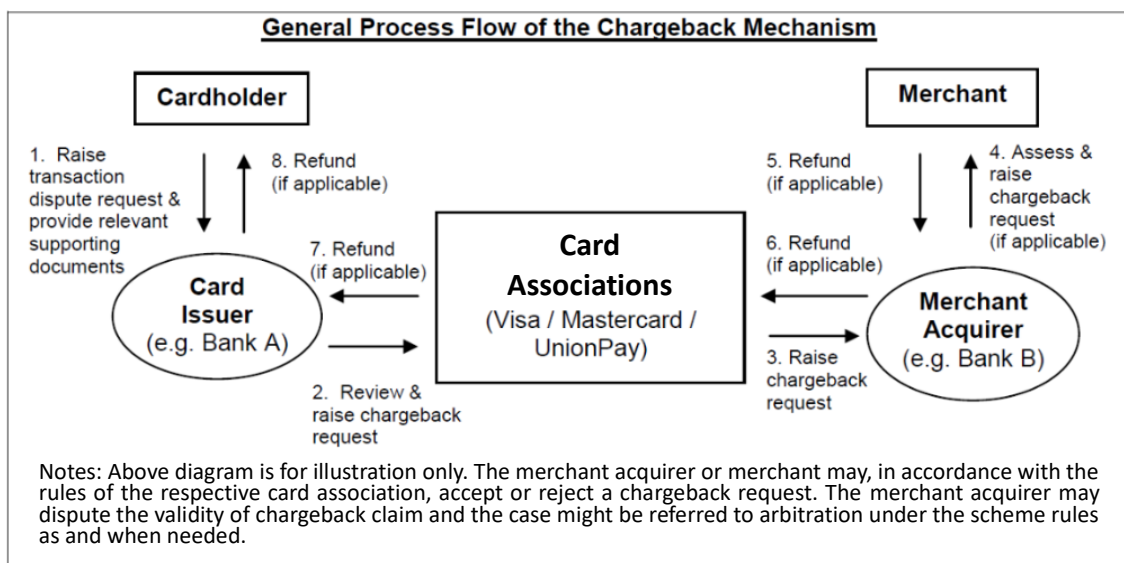 General Process Flow of the Chargeback Mechanism
Cardholder
Merchant
1. Raise
transaction
dispute request &
provide relevant
supporting
documents
8. Refund
(if applicable)
5. Refund
(if applicable)
4. Assess &
raise
chargeback
request
(if applicable)
7. Refund
(if applicable)
Card
Associations
(Visa / Mastercard /
UnionPay)
6. Refund
(if applicable)
Card
Issuer
(e.g. Bank A)
Merchant
Acquirer
(e.g. Bank B)
2. Review &
raise chargeback
request
3. Raise
chargeback
request
Notes: Above diagram is for illustration only. The merchant acquirer or merchant may, in accordance with the
rules of the respective card association, accept or reject a chargeback request. The merchant acquirer may
dispute the validity of chargeback claim and the case might be referred to arbitration under the scheme rules
as and when needed.